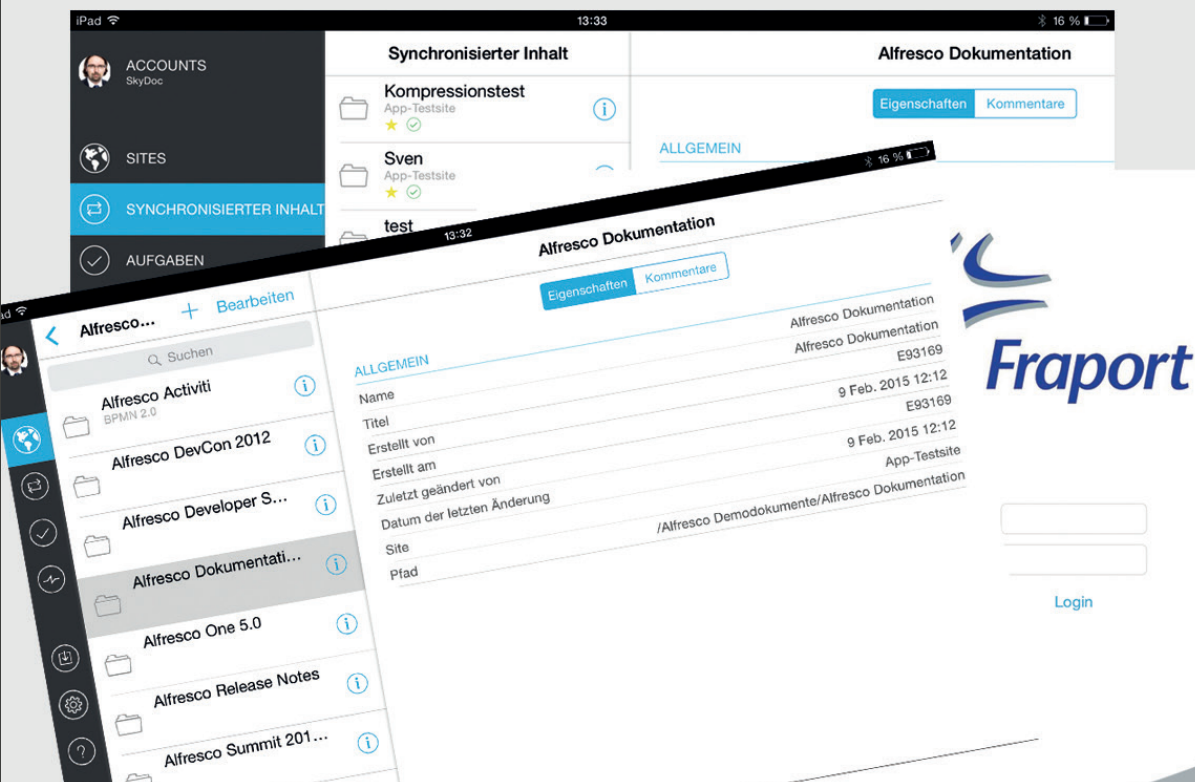 iPad
13:33
16 %
ACCOUNTS
SkyDoc
SITES
SYNCHRONISIERTER INHALT
AUFGABEN
Synchronisierter Inhalt
Kompressionstest
App-Testsite
Sven
App-Testsite
test
Alfresco Dokumentation
Eigenschaften
Kommentare
ALLGEMEIN
ad
13:32
16 %
Alfresco...
+ Bearbeiten
Suchen
Alfresco Activiti
BPMN 2.0
Alfresco DevCon 2012
Alfresco Developer S...
Alfresco Dokumentati...
Alfresco One 5.0
Alfresco Release Notes
Alfresco Summit 201...
?
Alfresco Dokumentation
Eigenschaften
Kommentare
ALLGEMEIN
Name Alfresco Dokumentation
Titel Alfresco Dokumentation
Erstellt von E93169
Erstellt am 9 Feb. 2015 12:12
Zuletzt geändert von E93169
Datum der letzten Änderung 9 Feb. 2015 12:12
Site App-Testsite
Pfad /Alfresco Demodokumente/Alfresco Dokumentation
Fraport
Login